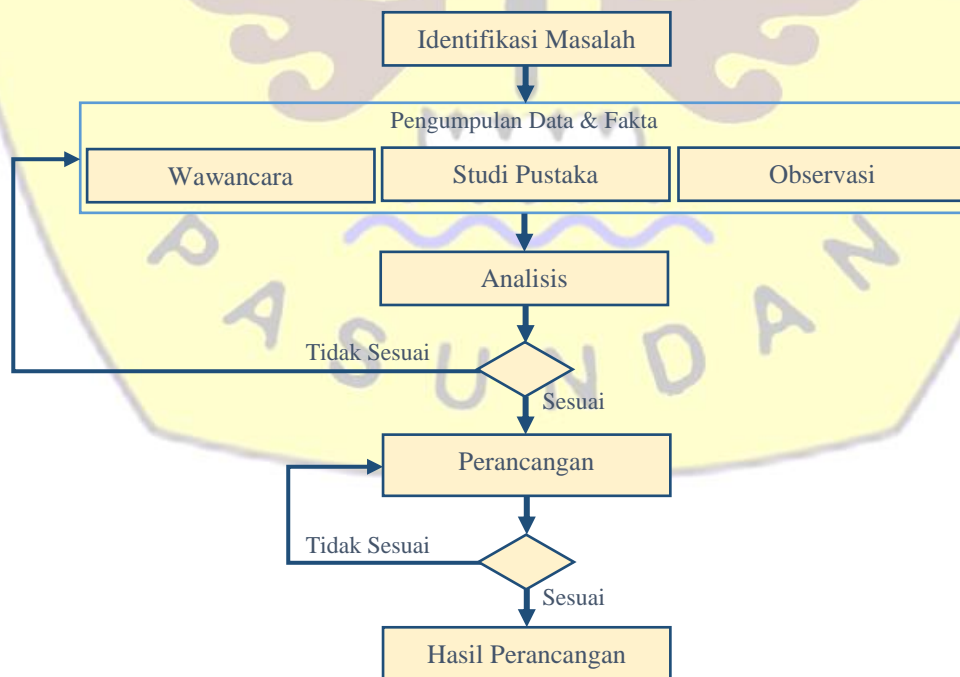 Identifikasi Masalah
Pengumpulan Data & Fakta
Wawancara
Studi Pustaka
Observasi
Analisis
Tidak Sesuai
Sesuai
Perancangan
Tidak Sesuai
Sesuai
Hasil Perancangan
PASUNDAN